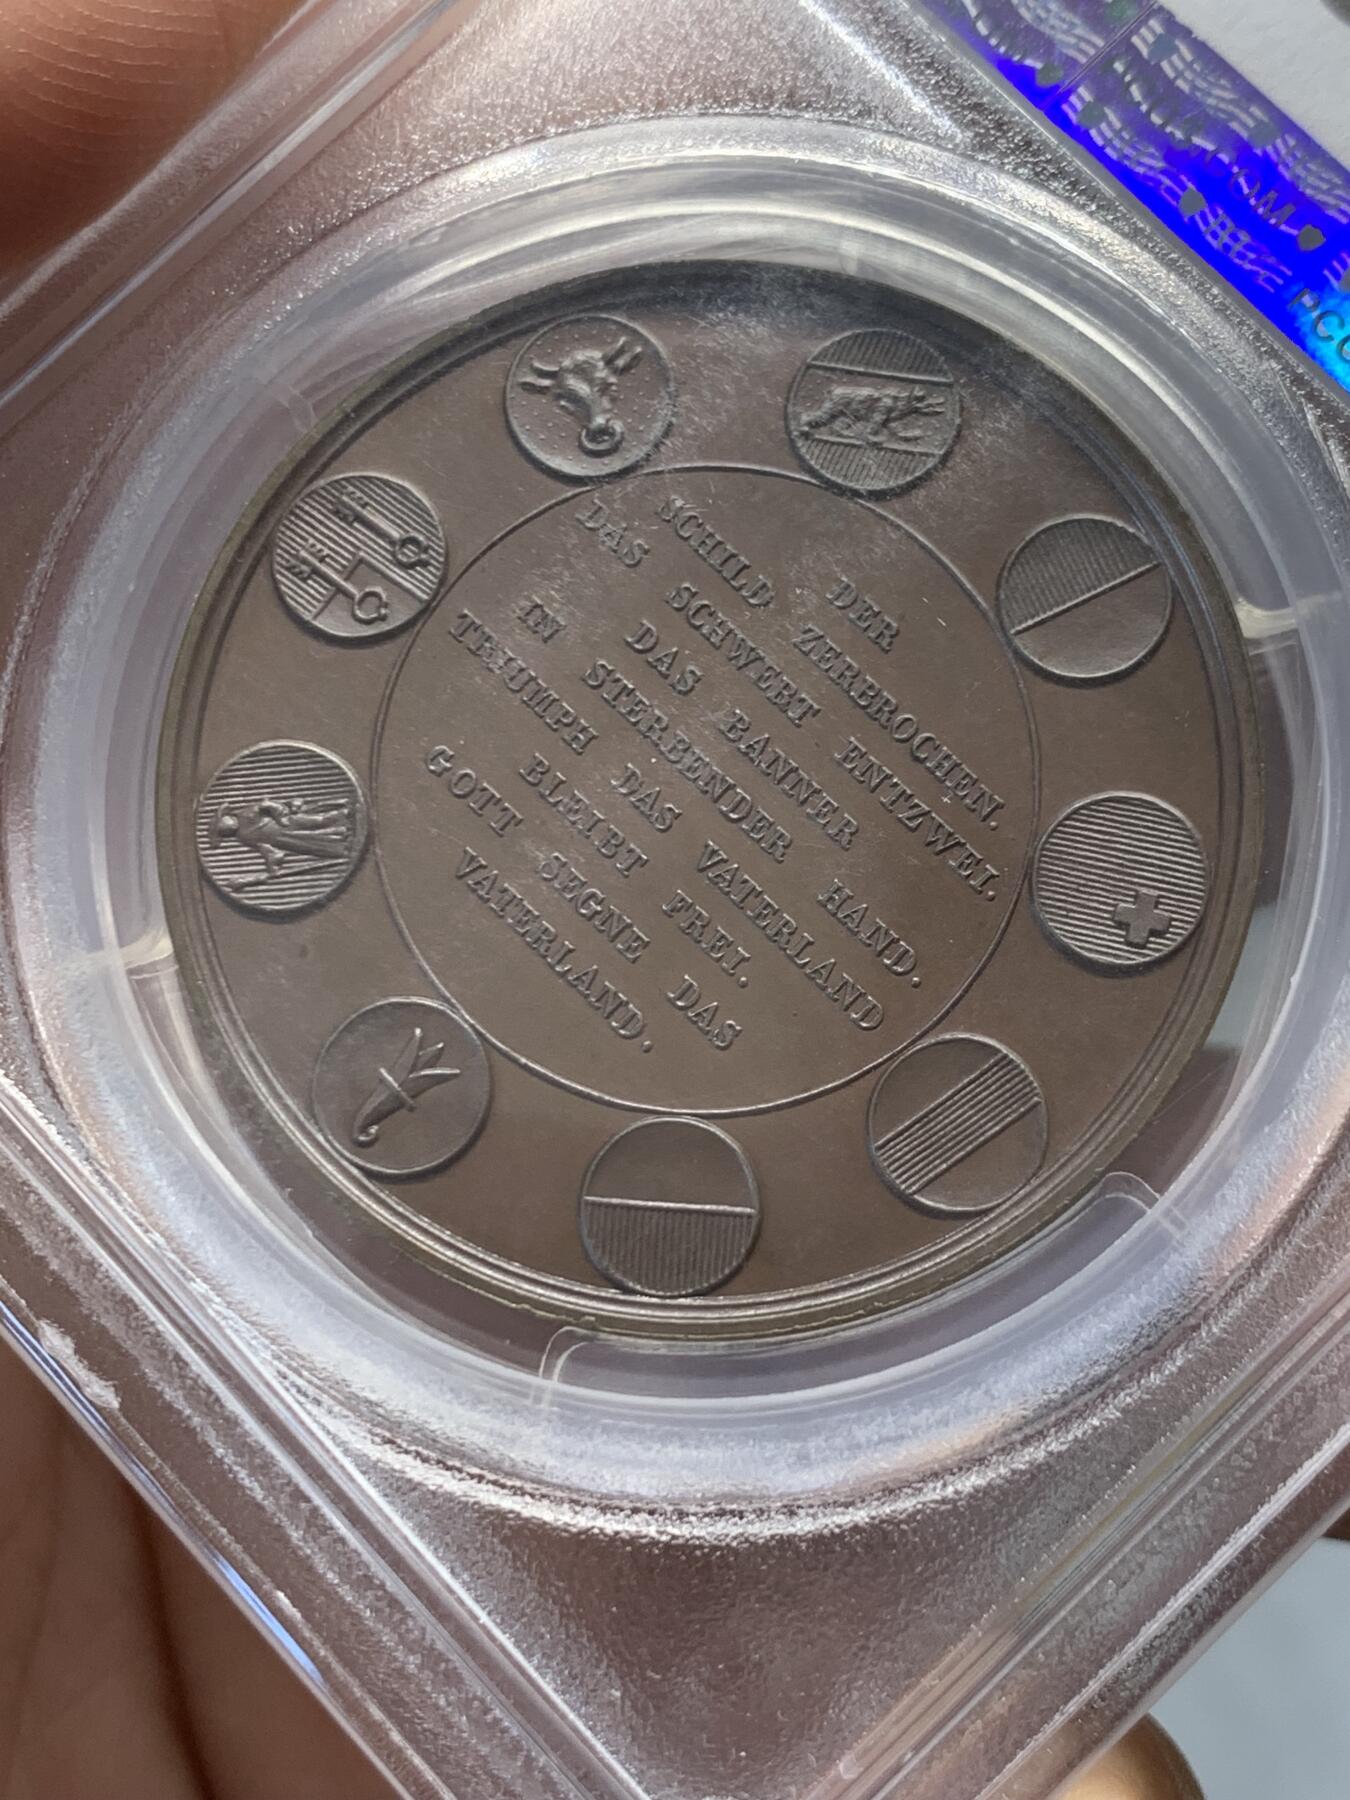 DER
SCHILD ZERBROCHEN.
DAS SCHWERT ENTZWEI.
DAS BANNER
IN STERBENDER HAND.
TRIUMPH DAS VATERLAND
BLEIBT FREI.
GOTT SEGNE DAS
VATERLAND.